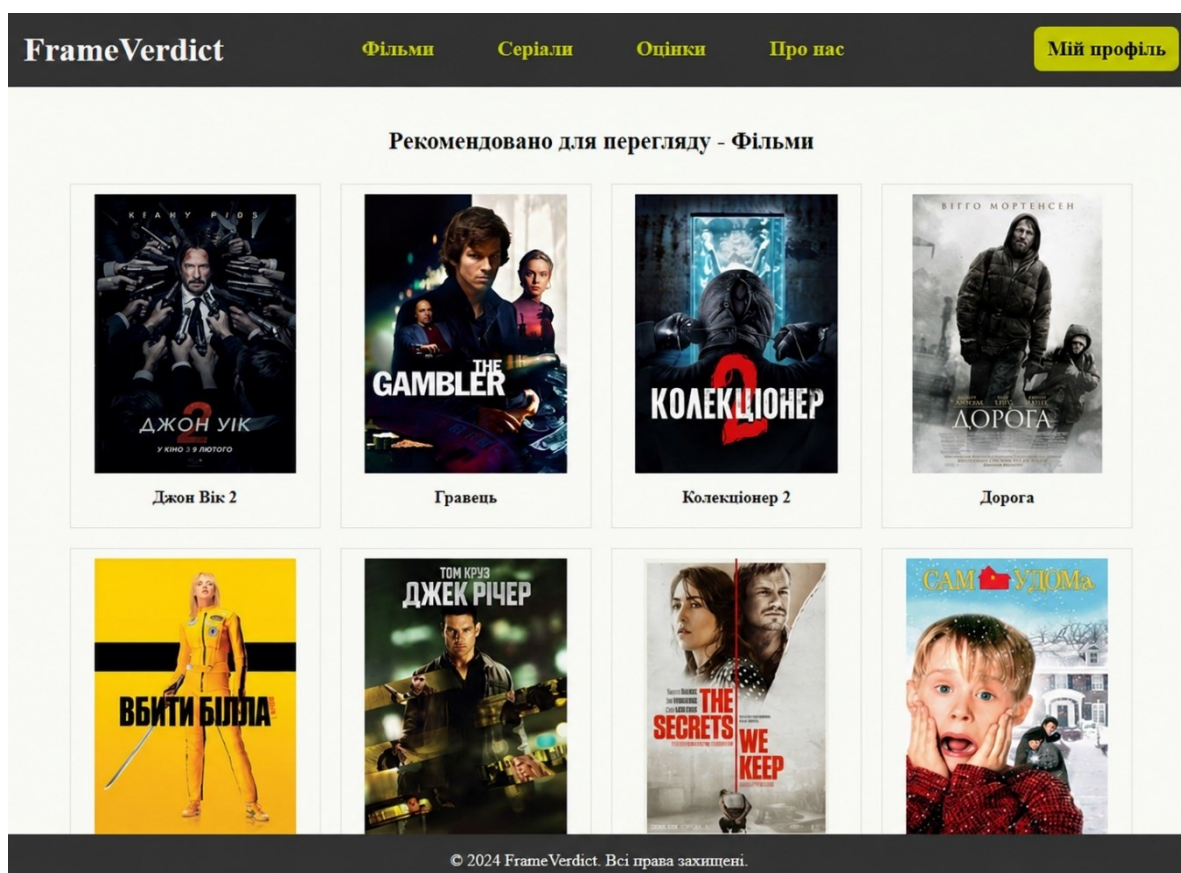 FrameVerdict
Фільми
Серіали
Оцінки
Про нас
Мій профіль
Рекомендовано для перегляду - Фільми
КЕАНУ РІОS
2
ДЖОН УІК
У КІНО З 9 ЛЮТОГО
Джон Вік 2
THE
GAMBLER
Гравець
2
КОЛЕКЦІОНЕР
Колекціонер 2
ВІГГО МОРТЕНСЕН
ДОРОГА
Дорога
ВБИТИ БІЛЛА
ТОМ КРУЗ
ДЖЕК РІЧЕР
THE
SECRETS
WE
KEEP
САМ УДОМа
© 2024 FrameVerdict. Всі права захищені.